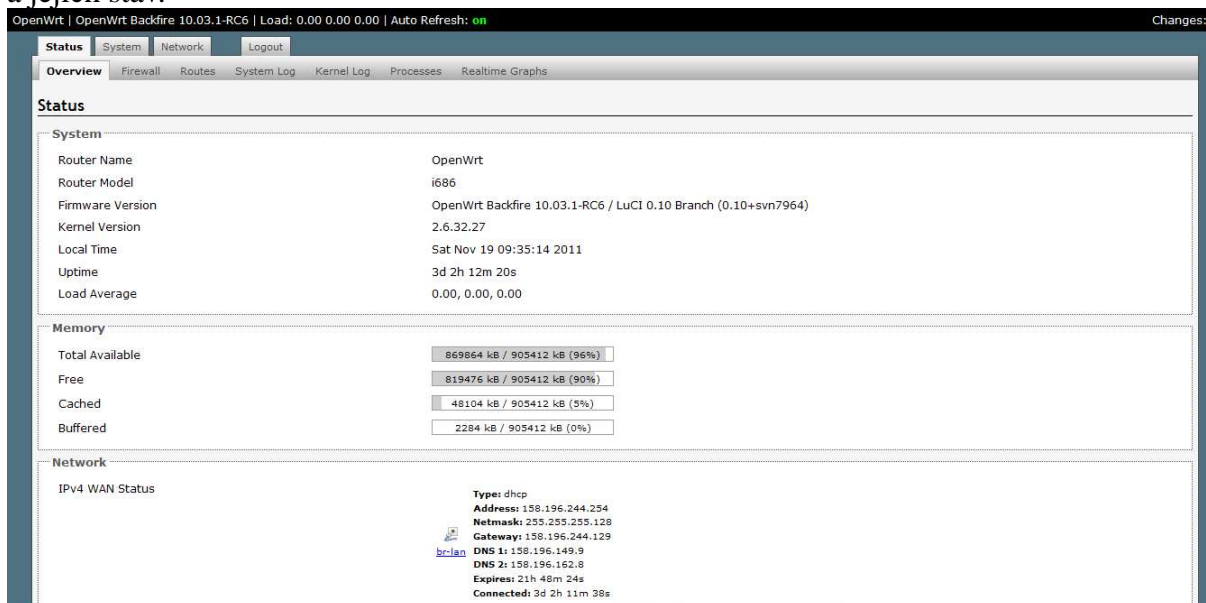 a jejich stav.
OpenWrt | OpenWrt Backfire 10.03.1-RC6 | Load: 0.00 0.00 0.00 | Auto Refresh: on Changes:
Status System Network Logout
Overview Firewall Routes System Log Kernel Log Processes Realtime Graphs
Status
System
Router Name OpenWrt
Router Model i686
Firmware Version OpenWrt Backfire 10.03.1-RC6 / LuCI 0.10 Branch (0.10+svn7964)
Kernel Version 2.6.32.27
Local Time Sat Nov 19 09:35:14 2011
Uptime 3d 2h 12m 20s
Load Average 0.00, 0.00, 0.00
Memory
Total Available 869864 kB / 905412 kB (96%)
Free 819476 kB / 905412 kB (90%)
Cached 48104 kB / 905412 kB (5%)
Buffered 2284 kB / 905412 kB (0%)
Network
IPv4 WAN Status
Type: dhcp
Address: 158.196.244.254
Netmask: 255.255.255.128
Gateway: 158.196.244.129
br-lan DNS 1: 158.196.149.9
DNS 2: 158.196.162.8
Expires: 21h 48m 24s
Connected: 3d 2h 11m 38s